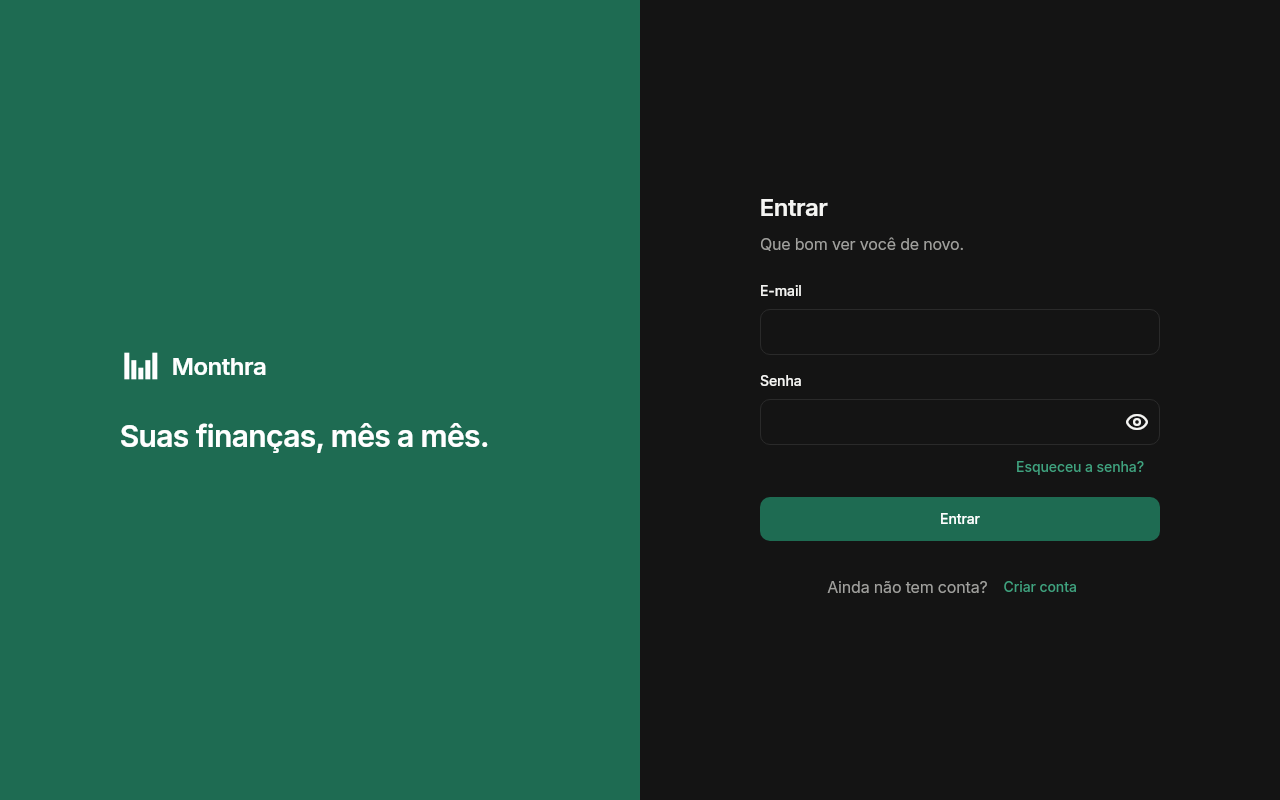 Monthra
Suas finanças, mês a mês.
Entrar
Que bom ver você de novo.
E-mail
Senha
Esqueceu a senha?
Entrar
Ainda não tem conta? Criar conta